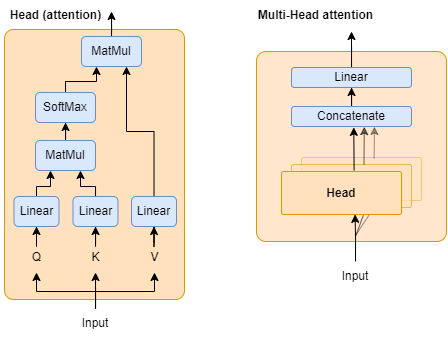 Head (attention)
MatMul
SoftMax
MatMul
Linear Linear Linear
Q K V
Input
Multi-Head attention
Linear
Concatenate
Head
Input